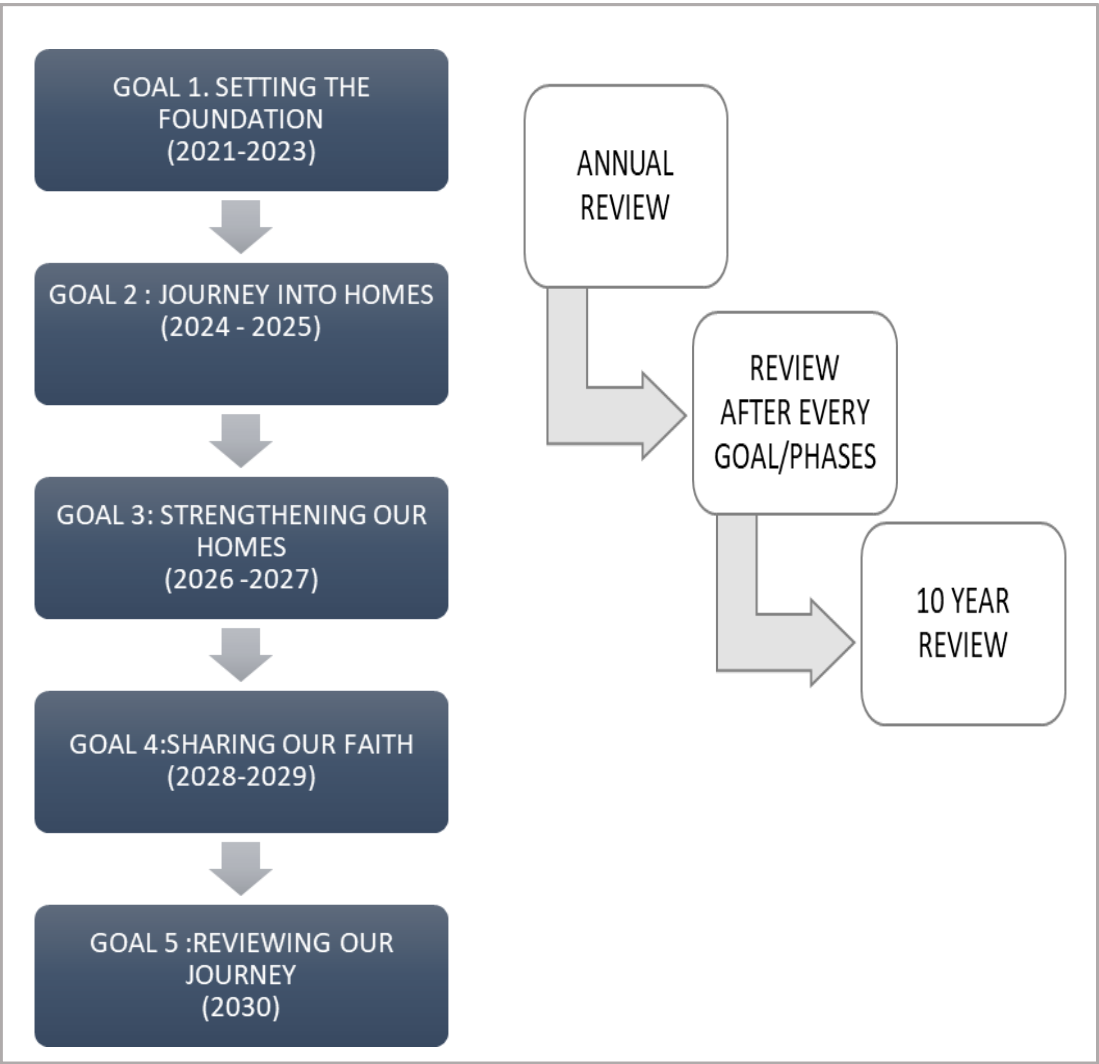 GOAL 1. SETTING THE
FOUNDATION
(2021-2023)
GOAL 2 : JOURNEY INTO HOMES
(2024 - 2025)
GOAL 3: STRENGTHENING OUR
HOMES
(2026 -2027)
GOAL 4:SHARING OUR FAITH
(2028-2029)
GOAL 5 :REVIEWING OUR
JOURNEY
(2030)
ANNUAL
REVIEW
REVIEW
AFTER EVERY
GOAL/PHASES
10 YEAR
REVIEW